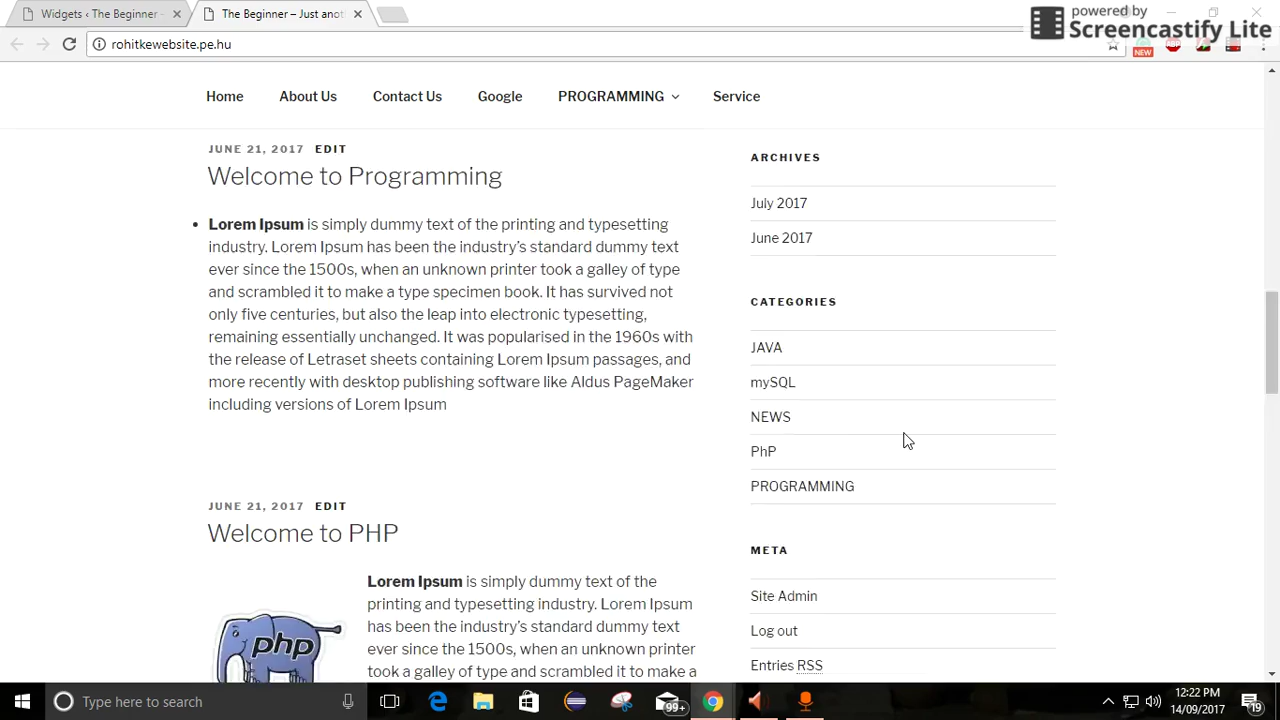 Widgets ‹ The Beginner -
The Beginner – Just anot
powered by
Screencastify Lite
rohitkewebsite.pe.hu
NEW
ABP
Home About Us Contact Us Google PROGRAMMING Service
JUNE 21, 2017 EDIT
Welcome to Programming
Lorem Ipsum is simply dummy text of the printing and typesetting
industry. Lorem Ipsum has been the industry’s standard dummy text
ever since the 1500s, when an unknown printer took a galley of type
and scrambled it to make a type specimen book. It has survived not
only five centuries, but also the leap into electronic typesetting,
remaining essentially unchanged. It was popularised in the 1960s with
the release of Letraset sheets containing Lorem Ipsum passages, and
more recently with desktop publishing software like Aldus PageMaker
including versions of Lorem Ipsum
JUNE 21, 2017 EDIT
Welcome to PHP
php
Lorem Ipsum is simply dummy text of the
printing and typesetting industry. Lorem Ipsum
has been the industry’s standard dummy text
ever since the 1500s, when an unknown printer
took a galley of type and scrambled it to make a
ARCHIVES
July 2017
June 2017
CATEGORIES
JAVA
mySQL
NEWS
PhP
PROGRAMMING
META
Site Admin
Log out
Entries RSS
Type here to search
99+
12:22 PM
14/09/2017
19